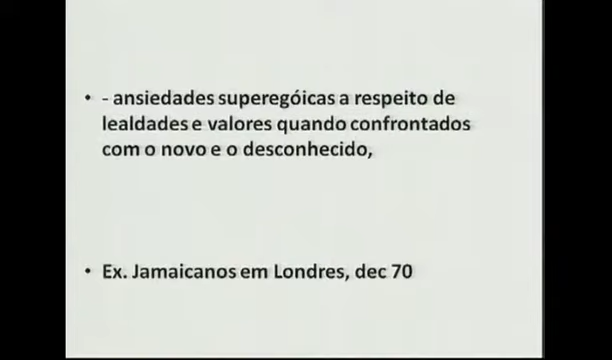 • - ansiedades superegóicas a respeito de
lealdades e valores quando confrontados
com o novo e o desconhecido,
• Ex. Jamaicanos em Londres, dec 70